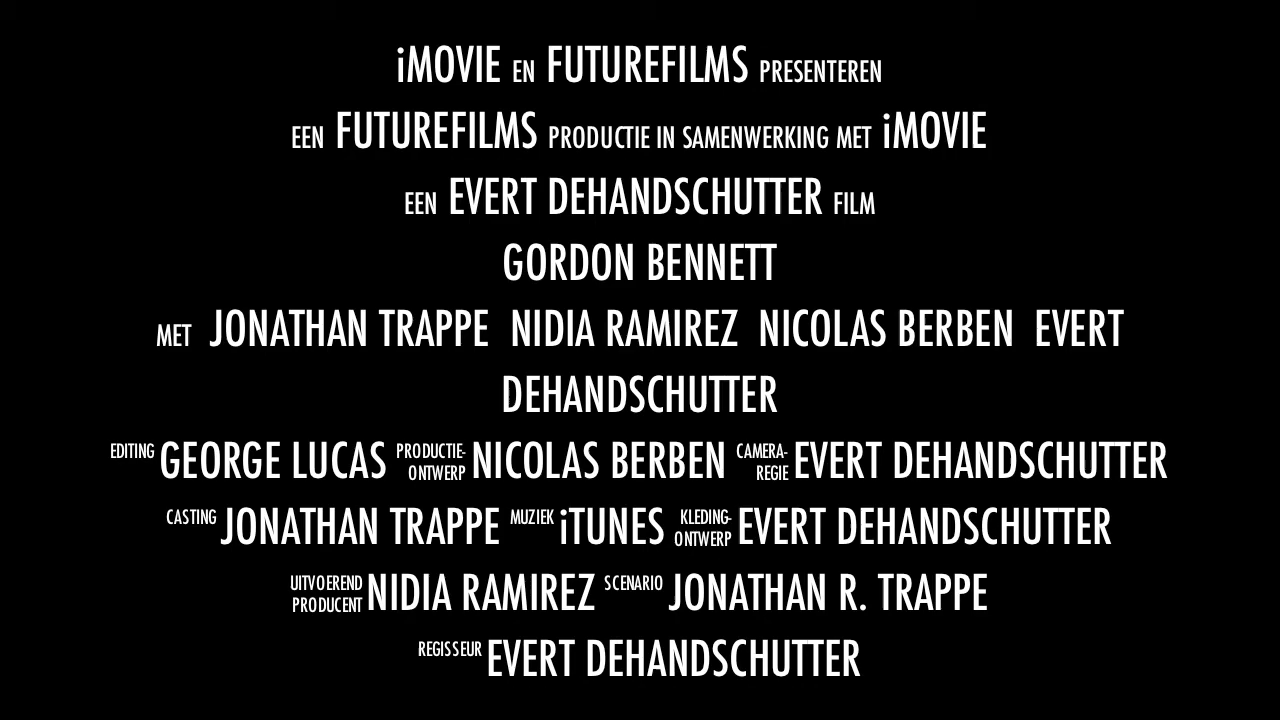 iMOVIE EN FUTUREFILMS PRESENTEREN
EEN FUTUREFILMS PRODUCTIE IN SAMENWERKING MET iMOVIE
EEN EVERT DEHANDSCHUTTER FILM
GORDON BENNETT
MET JONATHAN TRAPPE NIDIA RAMIREZ NICOLAS BERBEN EVERT
DEHANDSCHUTTER
EDITING GEORGE LUCAS PRODUCTIE-ONTWERP NICOLAS BERBEN CAMERA-REGIE EVERT DEHANDSCHUTTER
CASTING JONATHAN TRAPPE MUZIEK iTUNES KLEDING-ONTWERP EVERT DEHANDSCHUTTER
UITVOEREND PRODUCENT NIDIA RAMIREZ SCENARIO JONATHAN R. TRAPPE
REGISSEUR EVERT DEHANDSCHUTTER